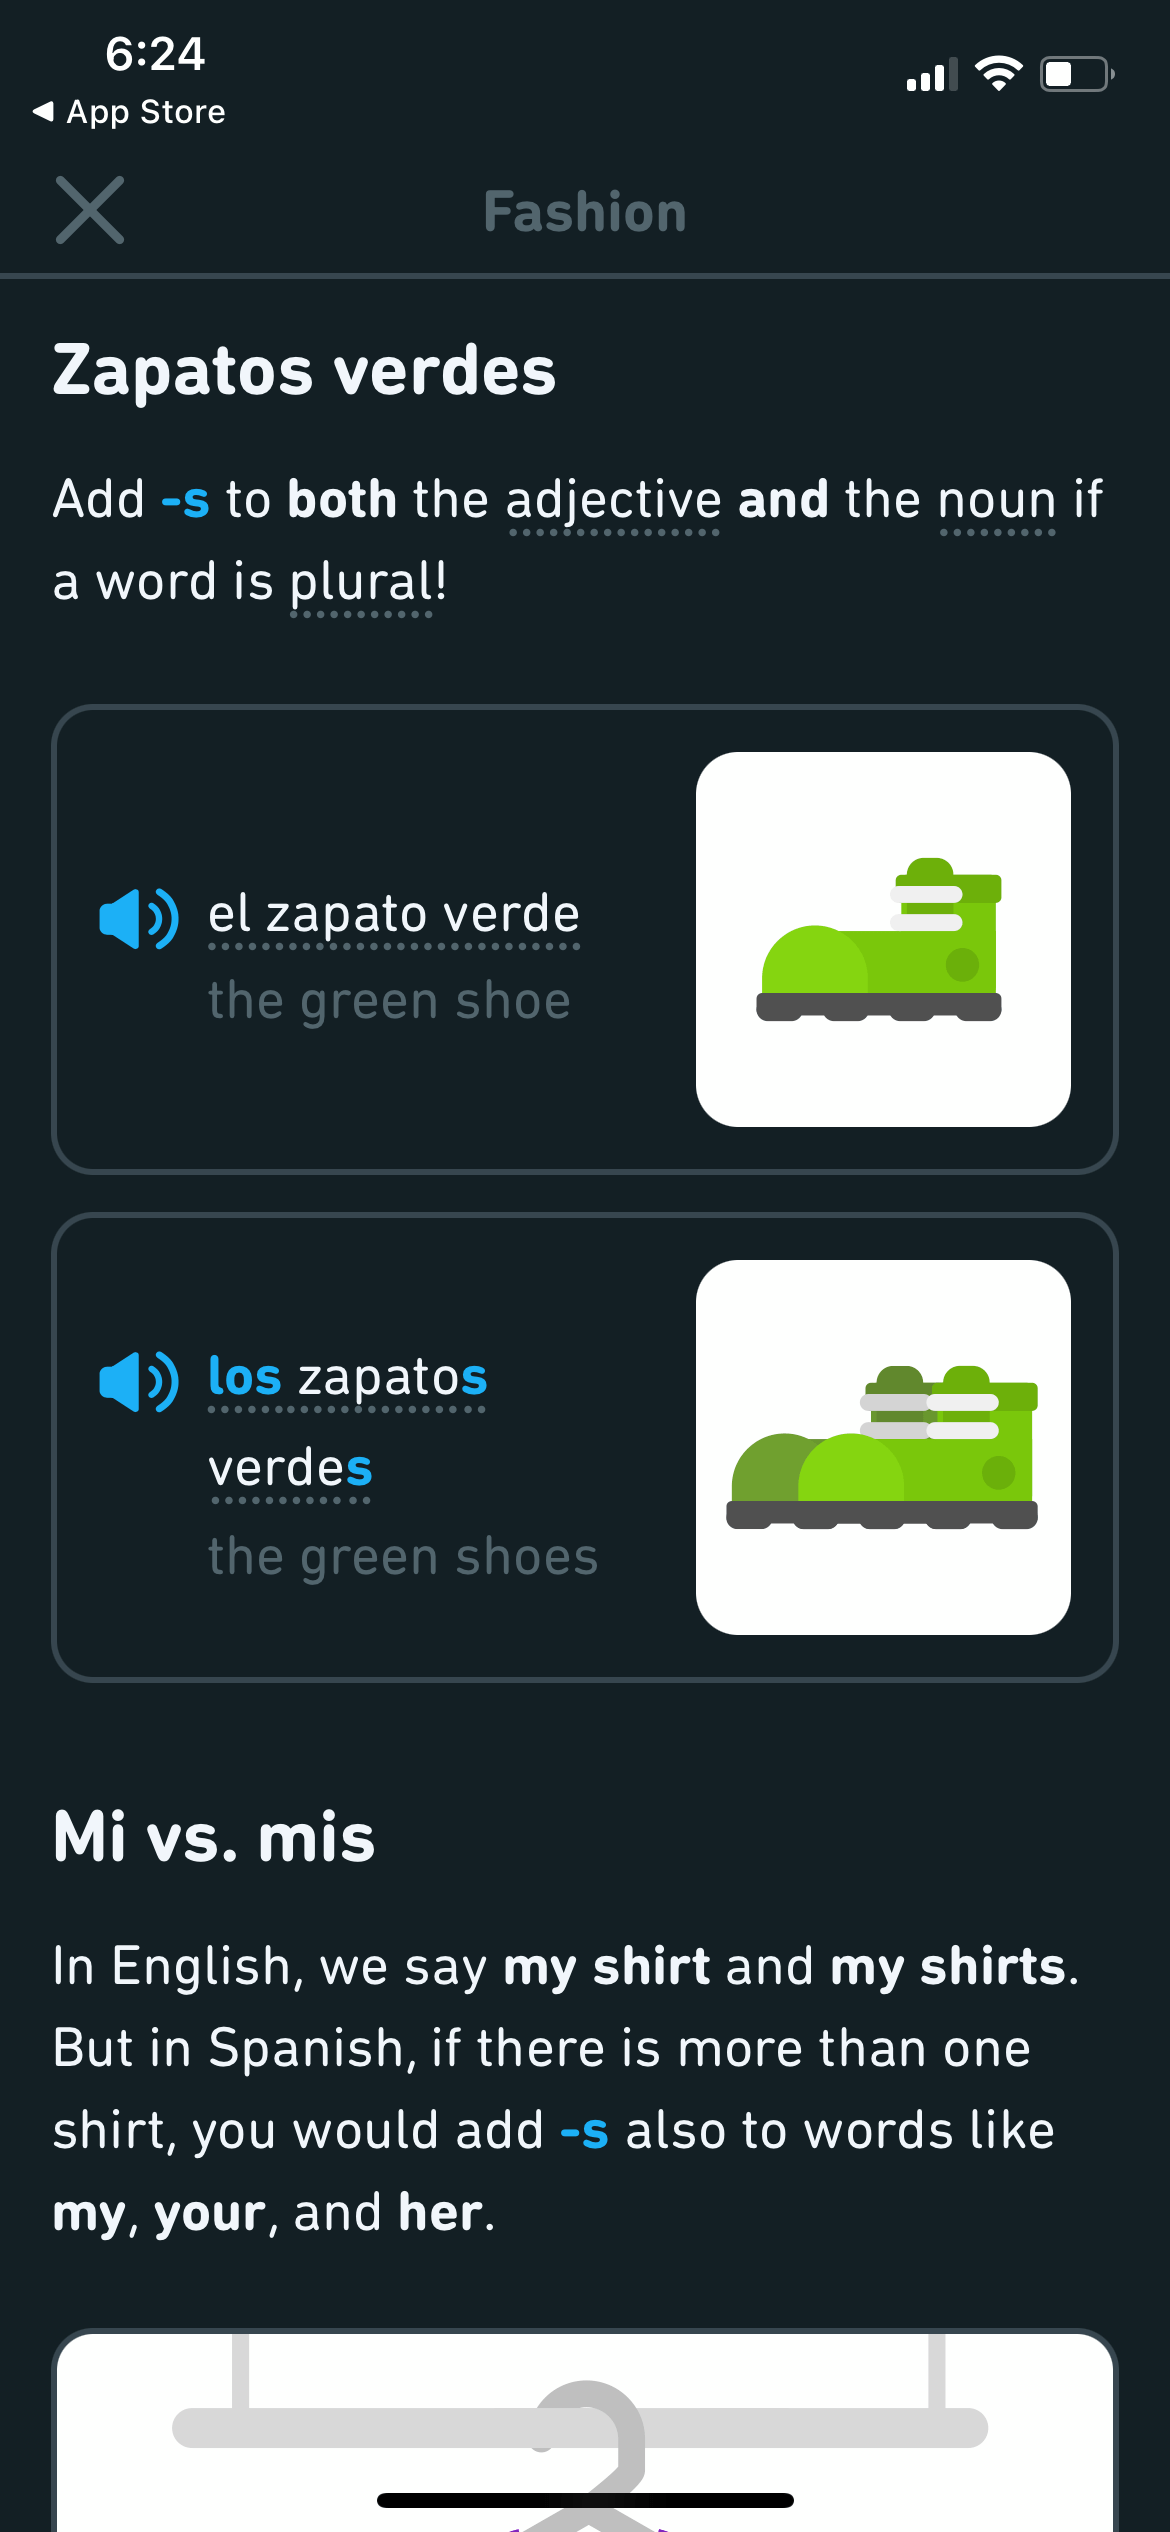 6:24
◀ App Store
Fashion
Zapatos verdes
Add -s to both the adjective and the noun if
a word is plural!
el zapato verde
the green shoe
los zapatos
verdes
the green shoes
Mi vs. mis
In English, we say my shirt and my shirts.
But in Spanish, if there is more than one
shirt, you would add -s also to words like
my, your, and her.